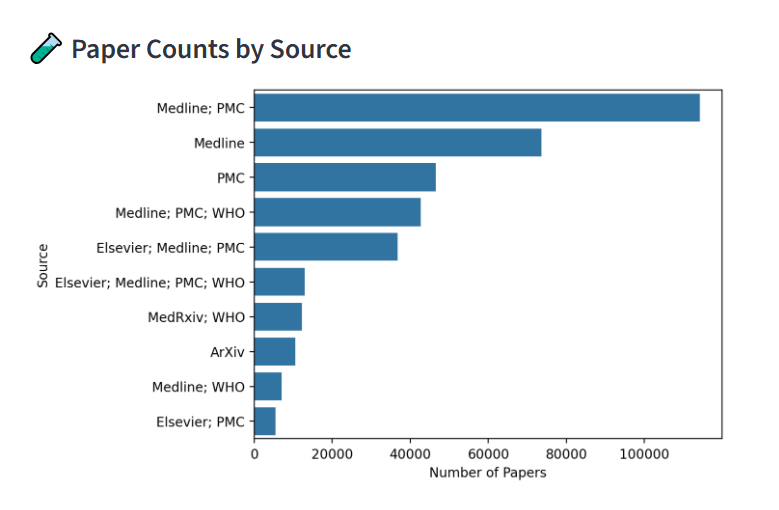 Paper Counts by Source
Medline; PMC
Medline
PMC
Medline; PMC; WHO
Elsevier; Medline; PMC
Elsevier; Medline; PMC; WHO
MedRxiv; WHO
ArXiv
Medline; WHO
Elsevier; PMC
Source
0 20000 40000 60000 80000 100000
Number of Papers